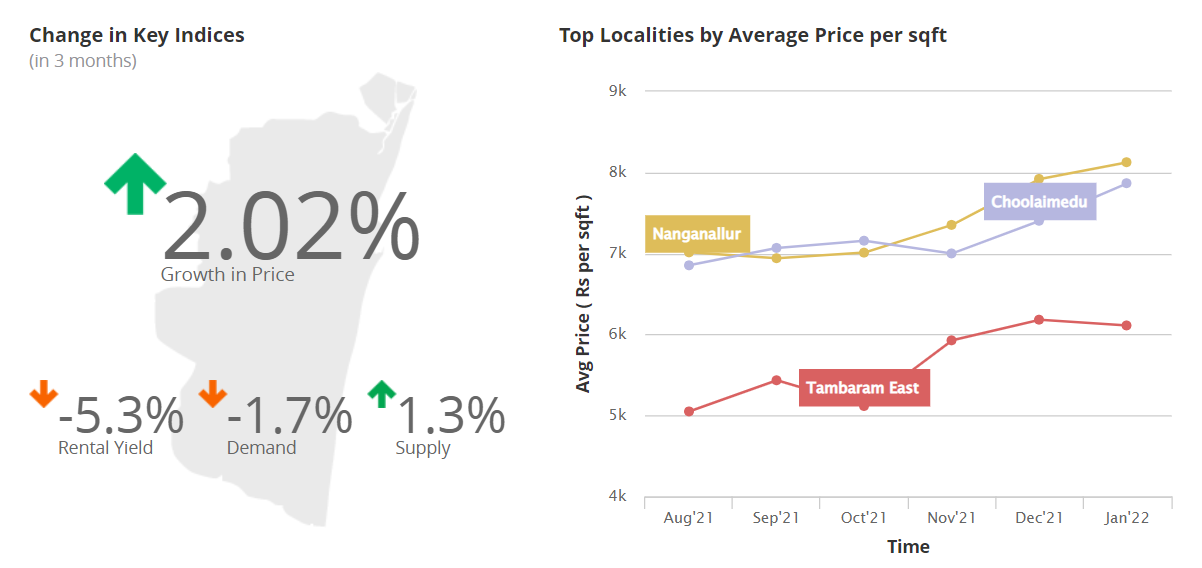 Change in Key Indices
(in 3 months)
2.02%
Growth in Price
-5.3%
Rental Yield
-1.7%
Demand
1.3%
Supply
Top Localities by Average Price per sqft
Avg Price ( Rs per sqft )
9k
8k
7k
6k
5k
4k
Nanganallur
Choolaimedu
Tambaram East
Aug'21 Sep'21 Oct'21 Nov'21 Dec'21 Jan'22
Time